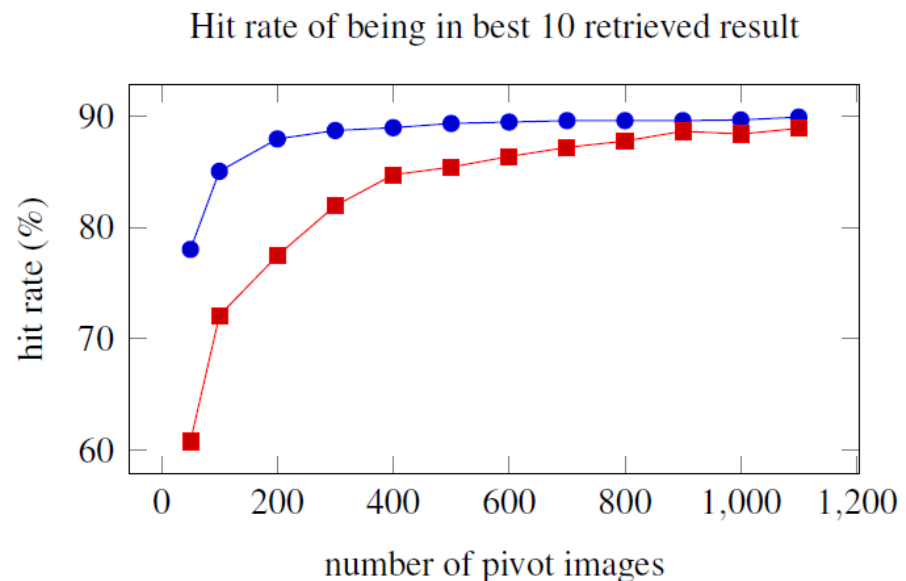 Hit rate of being in best 10 retrieved result
90
80
70
60
hit rate (%)
0 200 400 600 800 1,000 1,200
number of pivot images